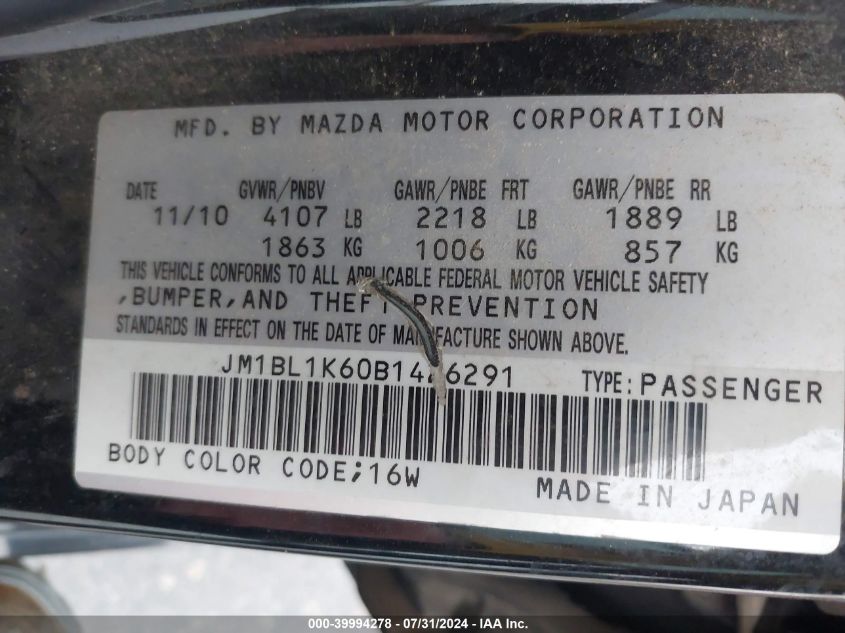 MFD. BY MAZDA MOTOR CORPORATION
DATE GVWR/PNBV GAWR/PNBE FRT GAWR/PNBE RR
11/10 4107 LB 2218 LB 1889 LB
1863 KG 1006 KG 857 KG
THIS VEHICLE CONFORMS TO ALL APPLICABLE FEDERAL MOTOR VEHICLE SAFETY
,BUMPER,AND THEFT PREVENTION
STANDARDS IN EFFECT ON THE DATE OF MANUFACTURE SHOWN ABOVE.
TYPE:PASSENGER
BODY COLOR CODE;16W
MADE IN JAPAN
000-39994278 - 07/31/2024 - IAA Inc.